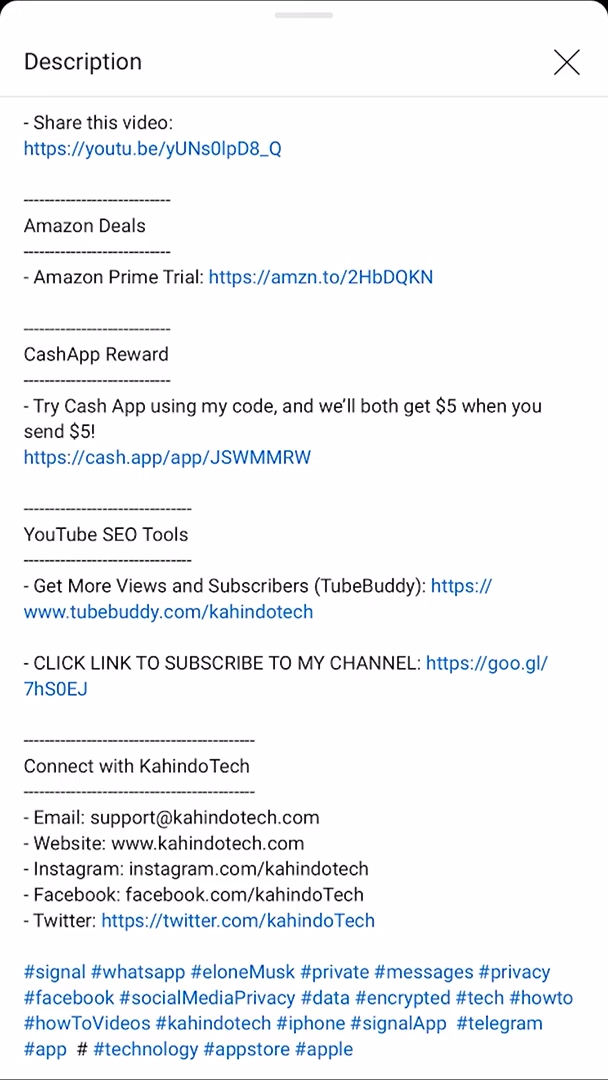 Description
- Share this video:
https://youtu.be/yUNs0lpD8_Q
----------------------------
Amazon Deals
----------------------------
- Amazon Prime Trial: https://amzn.to/2HbDQKN
----------------------------
CashApp Reward
----------------------------
- Try Cash App using my code, and we’ll both get $5 when you
send $5!
https://cash.app/app/JSWMMRW
--------------------------------
YouTube SEO Tools
--------------------------------
- Get More Views and Subscribers (TubeBuddy): https://
www.tubebuddy.com/kahindotech
- CLICK LINK TO SUBSCRIBE TO MY CHANNEL: https://goo.gl/
7hS0EJ
--------------------------------------------
Connect with KahindoTech
--------------------------------------------
- Email: support@kahindotech.com
- Website: www.kahindotech.com
- Instagram: instagram.com/kahindotech
- Facebook: facebook.com/kahindoTech
- Twitter: https://twitter.com/kahindoTech
#signal #whatsapp #eloneMusk #private #messages #privacy
#facebook #socialMediaPrivacy #data #encrypted #tech #howto
#howToVideos #kahindotech #iphone #signalApp #telegram
#app # #technology #appstore #apple